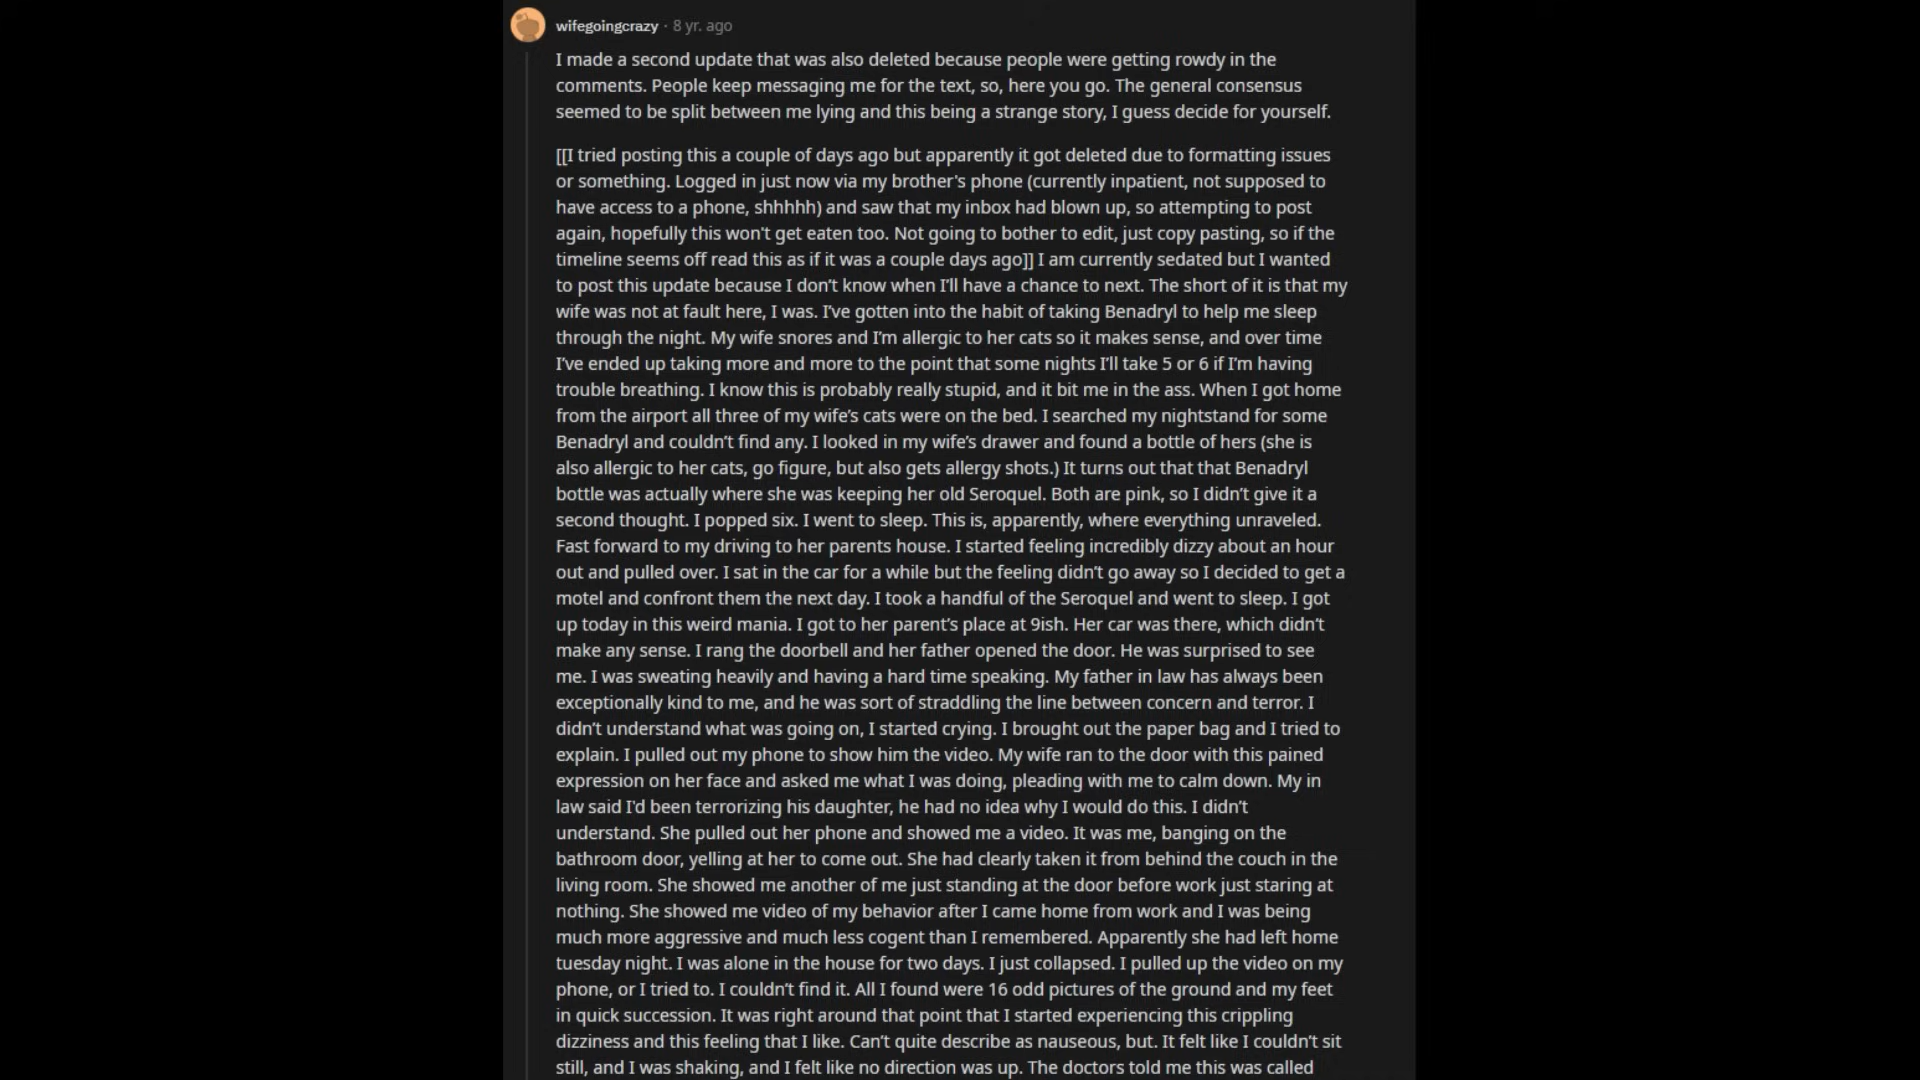 wifegoingcrazy · 8 yr. ago
I made a second update that was also deleted because people were getting rowdy in the
comments. People keep messaging me for the text, so, here you go. The general consensus
seemed to be split between me lying and this being a strange story, I guess decide for yourself.
[[I tried posting this a couple of days ago but apparently it got deleted due to formatting issues
or something. Logged in just now via my brother's phone (currently inpatient, not supposed to
have access to a phone, shhhhh) and saw that my inbox had blown up, so attempting to post
again, hopefully this won't get eaten too. Not going to bother to edit, just copy pasting, so if the
timeline seems off read this as if it was a couple days ago]] I am currently sedated but I wanted
to post this update because I don’t know when I’ll have a chance to next. The short of it is that my
wife was not at fault here, I was. I’ve gotten into the habit of taking Benadryl to help me sleep
through the night. My wife snores and I’m allergic to her cats so it makes sense, and over time
I’ve ended up taking more and more to the point that some nights I’ll take 5 or 6 if I’m having
trouble breathing. I know this is probably really stupid, and it bit me in the ass. When I got home
from the airport all three of my wife’s cats were on the bed. I searched my nightstand for some
Benadryl and couldn’t find any. I looked in my wife’s drawer and found a bottle of hers (she is
also allergic to her cats, go figure, but also gets allergy shots.) It turns out that that Benadryl
bottle was actually where she was keeping her old Seroquel. Both are pink, so I didn’t give it a
second thought. I popped six. I went to sleep. This is, apparently, where everything unraveled.
Fast forward to my driving to her parents house. I started feeling incredibly dizzy about an hour
out and pulled over. I sat in the car for a while but the feeling didn’t go away so I decided to get a
motel and confront them the next day. I took a handful of the Seroquel and went to sleep. I got
up today in this weird mania. I got to her parent’s place at 9ish. Her car was there, which didn’t
make any sense. I rang the doorbell and her father opened the door. He was surprised to see
me. I was sweating heavily and having a hard time speaking. My father in law has always been
exceptionally kind to me, and he was sort of straddling the line between concern and terror. I
didn’t understand what was going on, I started crying. I brought out the paper bag and I tried to
explain. I pulled out my phone to show him the video. My wife ran to the door with this pained
expression on her face and asked me what I was doing, pleading with me to calm down. My in
law said I'd been terrorizing his daughter, he had no idea why I would do this. I didn’t
understand. She pulled out her phone and showed me a video. It was me, banging on the
bathroom door, yelling at her to come out. She had clearly taken it from behind the couch in the
living room. She showed me another of me just standing at the door before work just staring at
nothing. She showed me video of my behavior after I came home from work and I was being
much more aggressive and much less cogent than I remembered. Apparently she had left home
tuesday night. I was alone in the house for two days. I just collapsed. I pulled up the video on my
phone, or I tried to. I couldn’t find it. All I found were 16 odd pictures of the ground and my feet
in quick succession. It was right around that point that I started experiencing this crippling
dizziness and this feeling that I like. Can’t quite describe as nauseous, but. It felt like I couldn’t sit
still, and I was shaking, and I felt like no direction was up. The doctors told me this was called